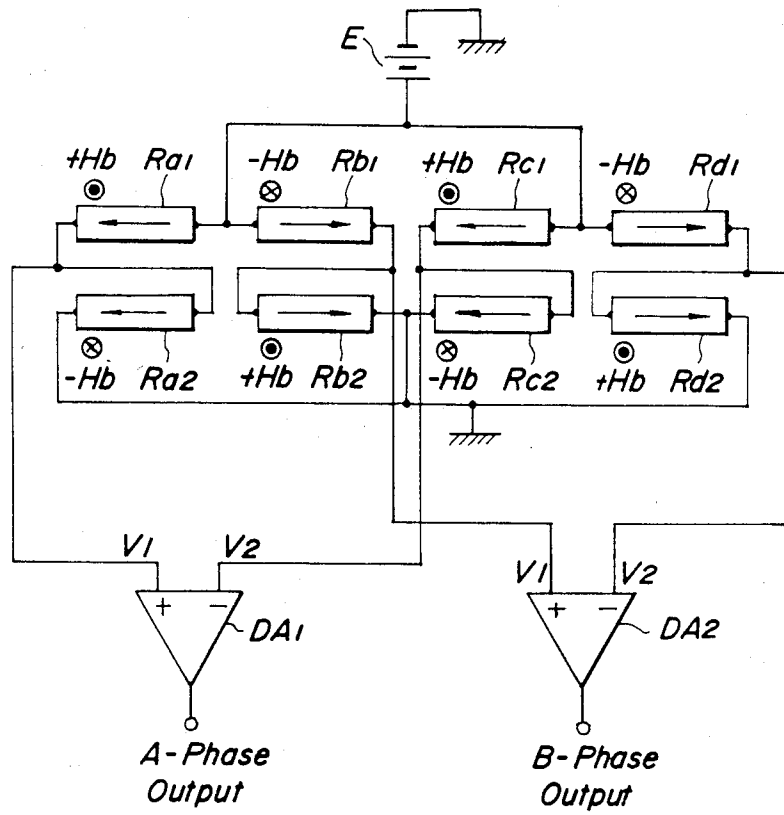 E
+Hb Ra1 -Hb Rb1 +Hb Rc1 -Hb Rd1
-Hb Ra2 +Hb Rb2 -Hb Rc2 +Hb Rd2
V1 V2 V1 V2
+ - DA1 + - DA2
A-Phase
Output
B-Phase
Output